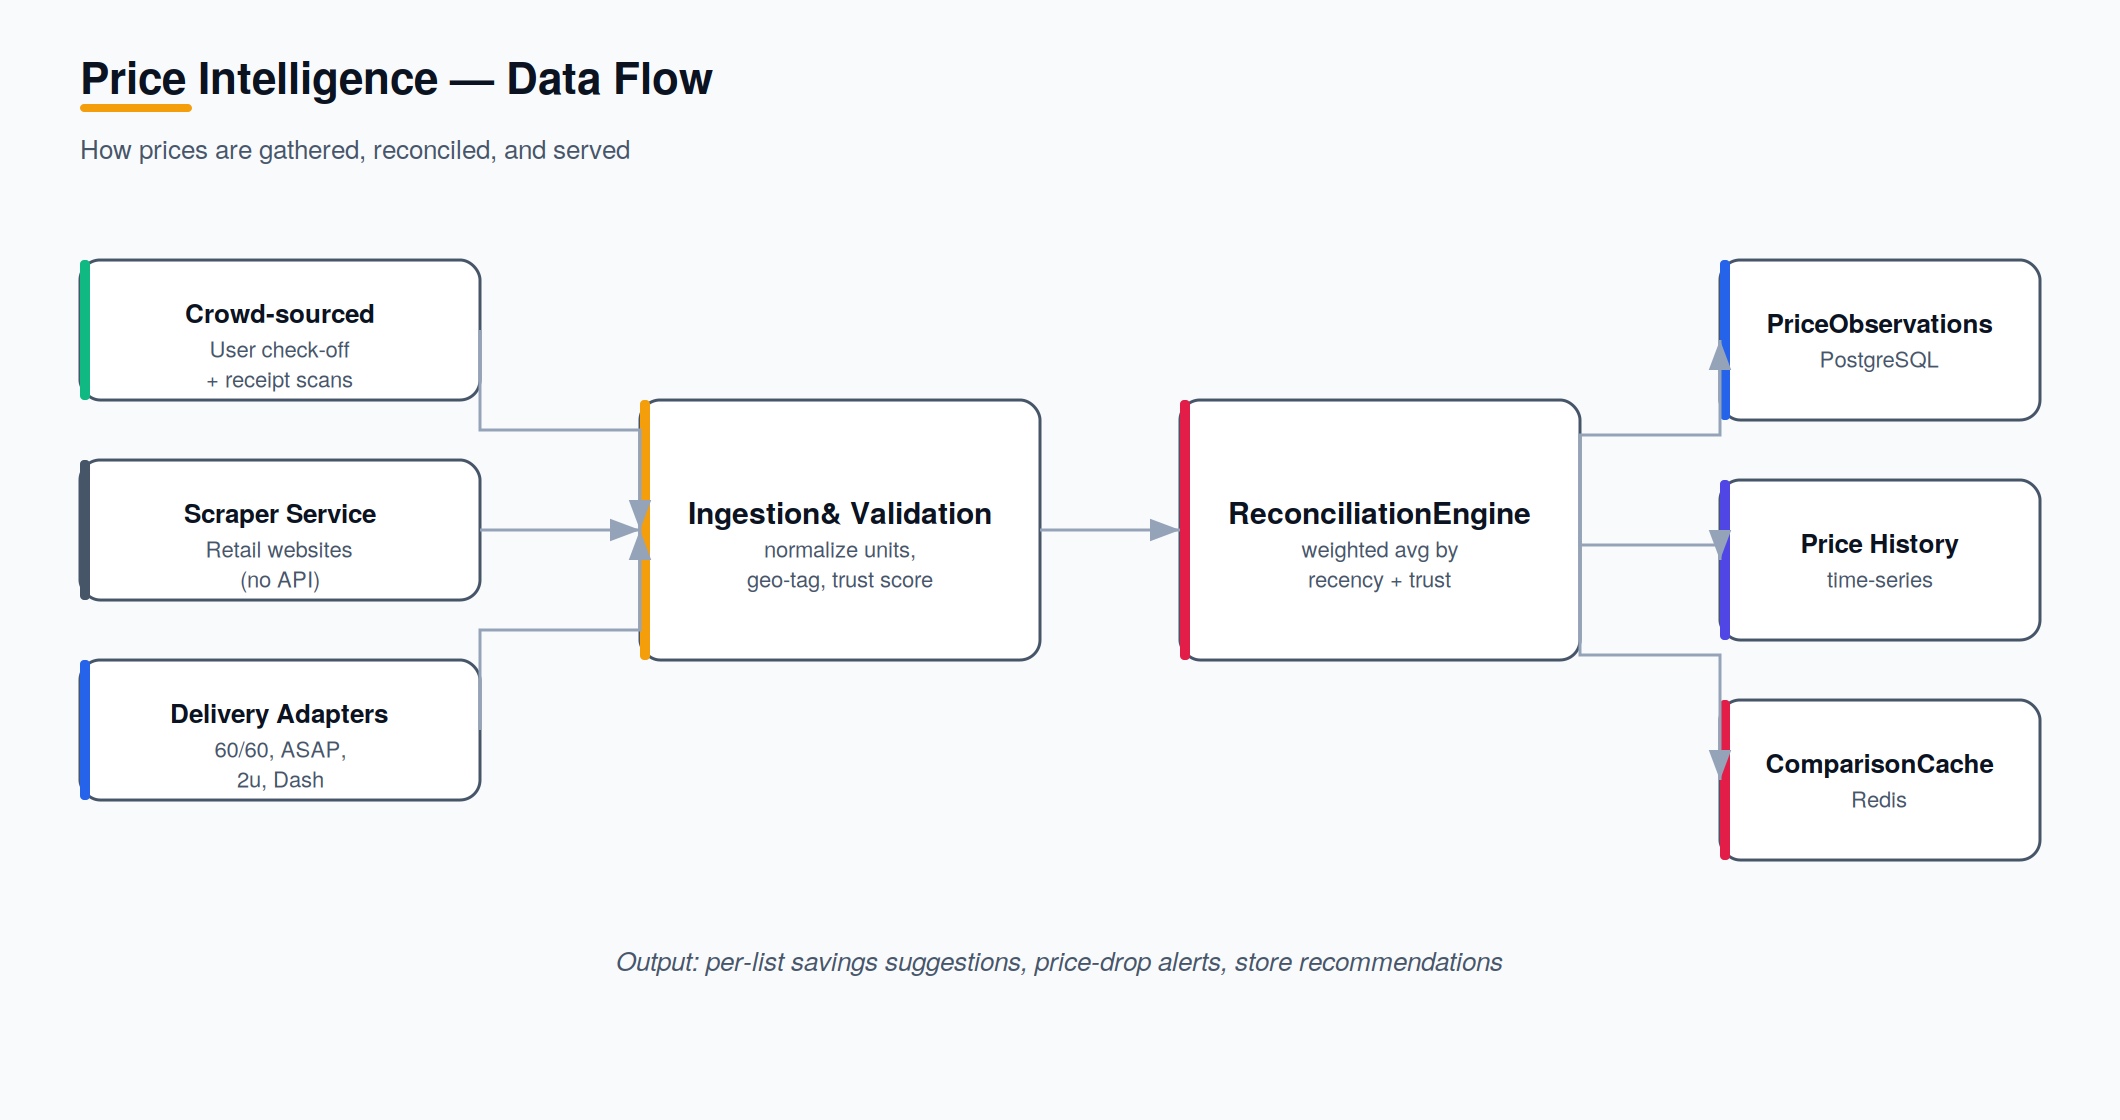 Price Intelligence — Data Flow
How prices are gathered, reconciled, and served
Crowd-sourced
User check-off
+ receipt scans
Scraper Service
Retail websites
(no API)
Delivery Adapters
60/60, ASAP,
2u, Dash
Ingestion& Validation
normalize units,
geo-tag, trust score
ReconciliationEngine
weighted avg by
recency + trust
PriceObservations
PostgreSQL
Price History
time-series
ComparisonCache
Redis
Output: per-list savings suggestions, price-drop alerts, store recommendations